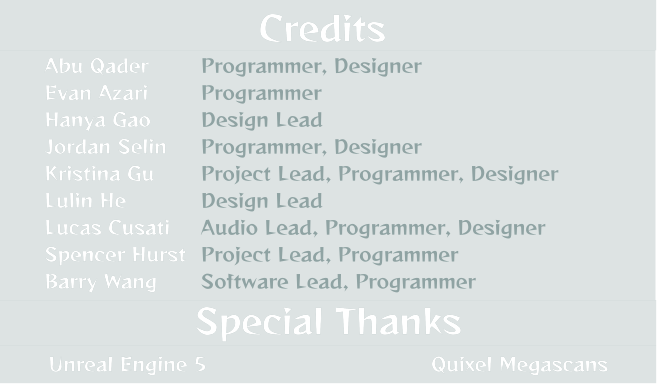 Credits
Abu Qader Programmer, Designer
Evan Azari Programmer
Hanya Gao Design Lead
Jordan Selin Programmer, Designer
Kristina Gu Project Lead, Programmer, Designer
Lulin He Design Lead
Lucas Cusati Audio Lead, Programmer, Designer
Spencer Hurst Project Lead, Programmer
Barry Wang Software Lead, Programmer
Special Thanks
Unreal Engine 5 Quixel Megascans